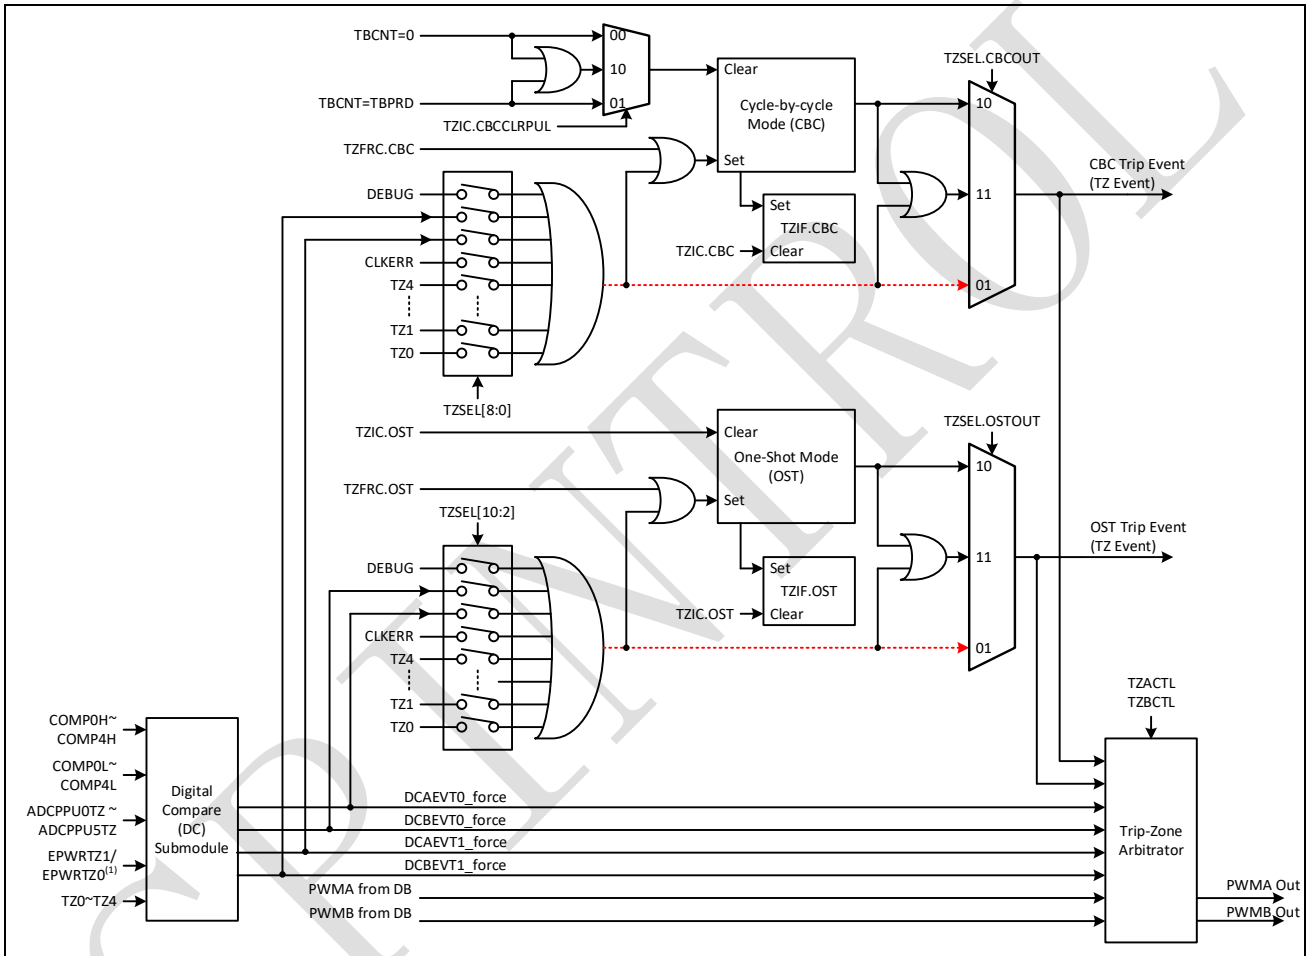 TBCNT=0
00
10
TBCNT=TBPRD
01
TZIC.CBCCLRPUL
Clear
Cycle-by-cycle
Mode (CBC)
Set
TZSEL.CBCOUT
10
11
01
CBC Trip Event
(TZ Event)
TZFRC.CBC
DEBUG
CLKERR
TZ4
TZ1
TZ0
TZSEL[8:0]
Set
TZIF.CBC
TZIC.CBC
Clear
TZIC.OST
Clear
One-Shot Mode
(OST)
Set
TZSEL.OSTOUT
10
11
01
OST Trip Event
(TZ Event)
TZFRC.OST
TZSEL[10:2]
DEBUG
CLKERR
TZ4
TZ1
TZ0
Set
TZIF.OST
TZIC.OST
Clear
TZACTL
TZBCTL
COMP0H~
COMP4H
COMP0L~
COMP4L
ADCPPU0TZ ~
ADCPPU5TZ
EPWRTZ1/
EPWRTZ0(1)
TZ0~TZ4
Digital
Compare
(DC)
Submodule
DCAEVT0_force
DCBEVT0_force
DCAEVT1_force
DCBEVT1_force
PWMA from DB
PWMB from DB
Trip-Zone
Arbitrator
PWMA Out
PWMB Out
SPINTROL